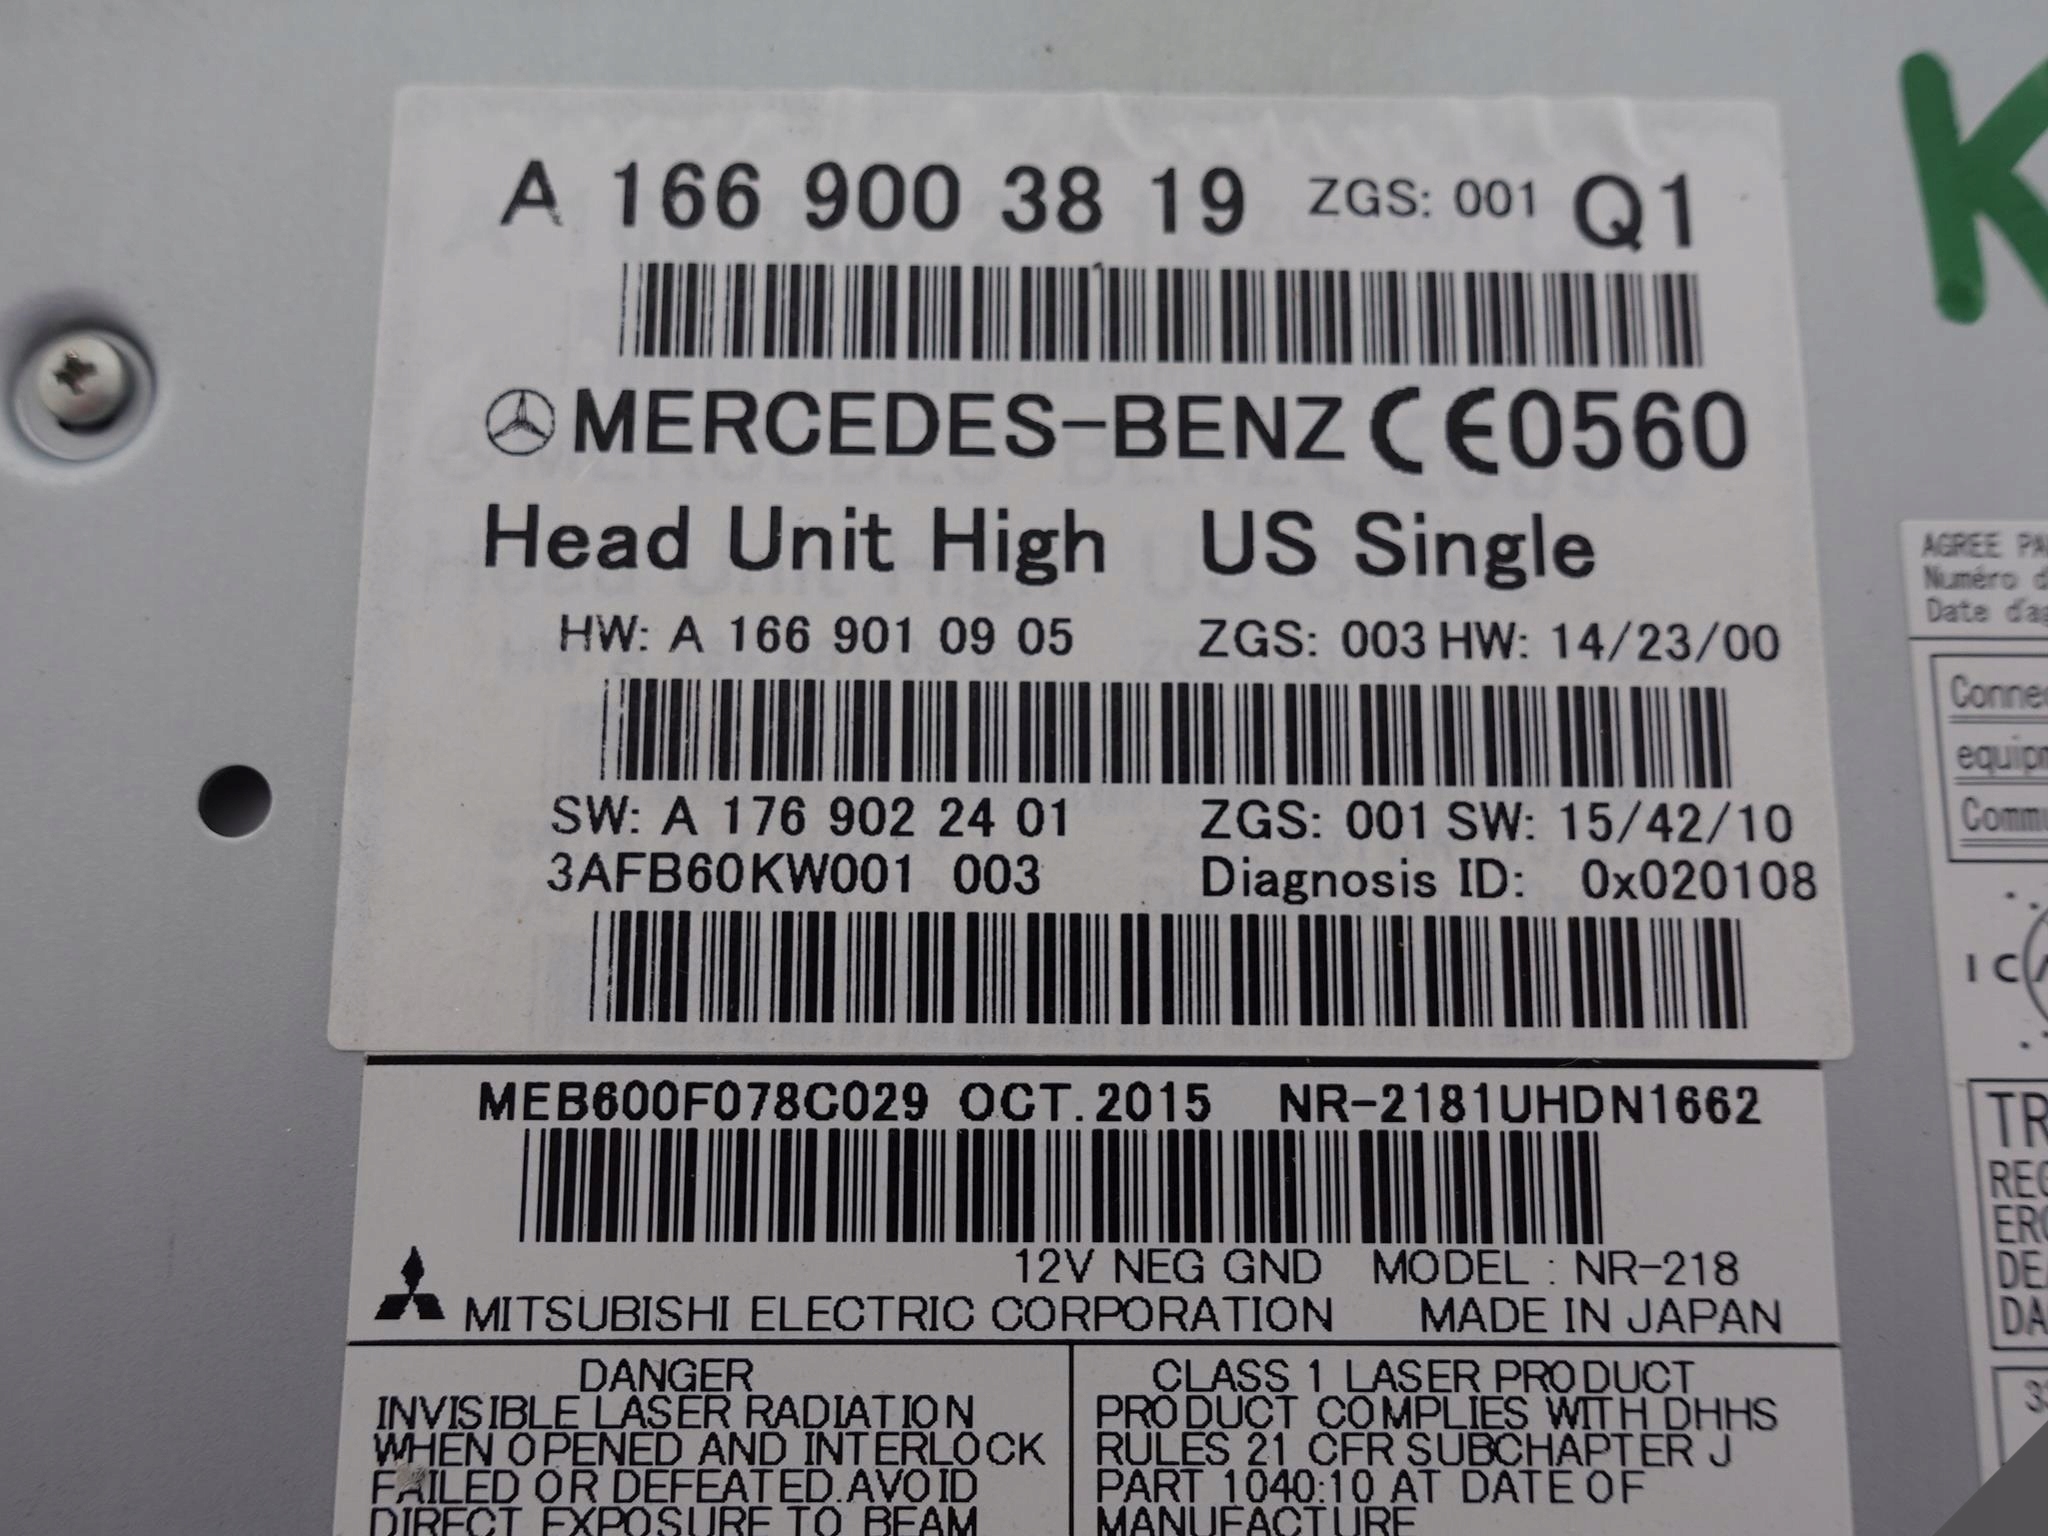 A 166 900 38 19 ZGS: 001 Q1
MERCEDES-BENZ CE0560
Head Unit High US Single
HW: A 166 901 09 05 ZGS: 003 HW: 14/23/00
SW: A 176 902 24 01 ZGS: 001 SW: 15/42/10
3AFB60KW001 003 Diagnosis ID: 0x020108
MEB600F078C029 OCT.2015 NR-2181UHDN1662
12V NEG GND MODEL : NR-218
MITSUBISHI ELECTRIC CORPORATION MADE IN JAPAN
DANGER
INVISIBLE LASER RADIATION
WHEN OPENED AND INTERLOCK
FAILED OR DEFEATED.AVOID
DIRECT EXPOSURE TO BEAM
CLASS 1 LASER PRODUCT
PRODUCT COMPLIES WITH DHHS
RULES 21 CFR SUBCHAPTER J
PART 1040:10 AT DATE OF
MANUFACTURE
K
AGREE
Numéro
Date